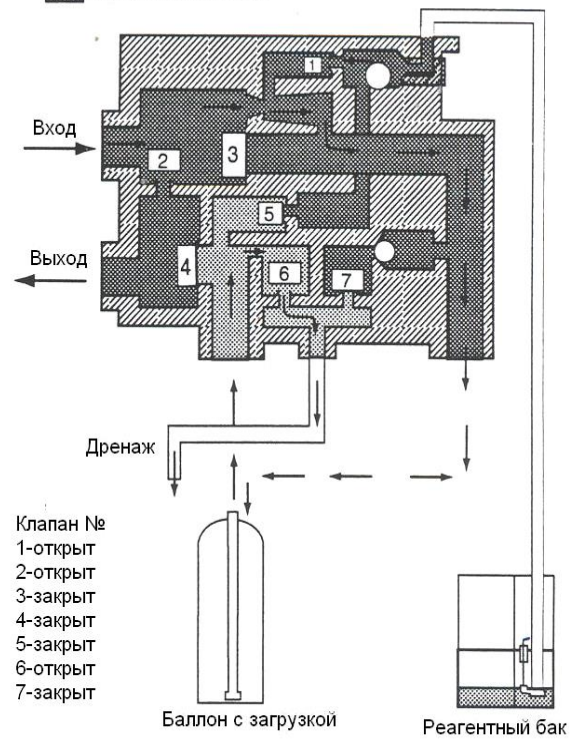 1
Вход
2
3
5
Выход
4
6
7
Дренаж
Клапан №
1-открыт
2-открыт
3-закрыт
4-закрыт
5-закрыт
6-открыт
7-закрыт
Баллон с загрузкой
Реагентный бак